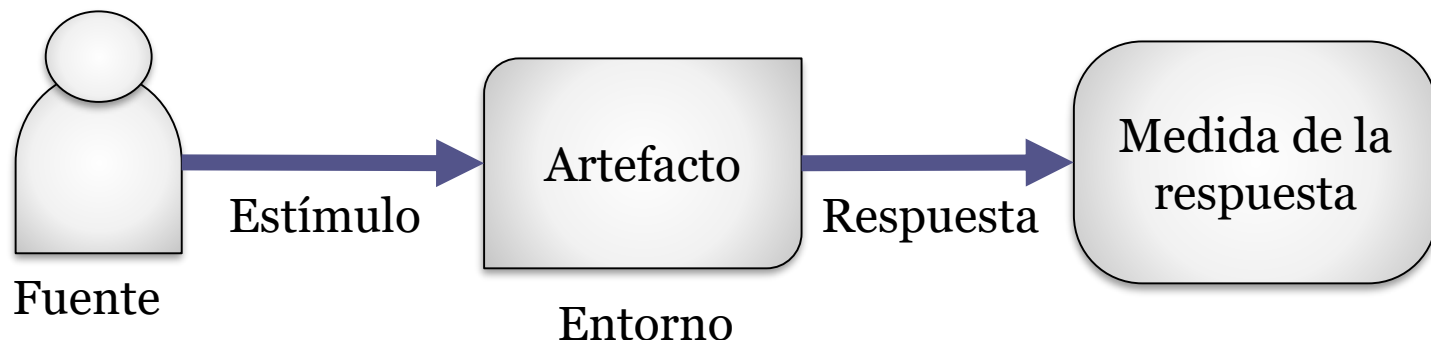 Fuente
Estímulo
Artefacto
Entorno
Respuesta
Medida de la
respuesta